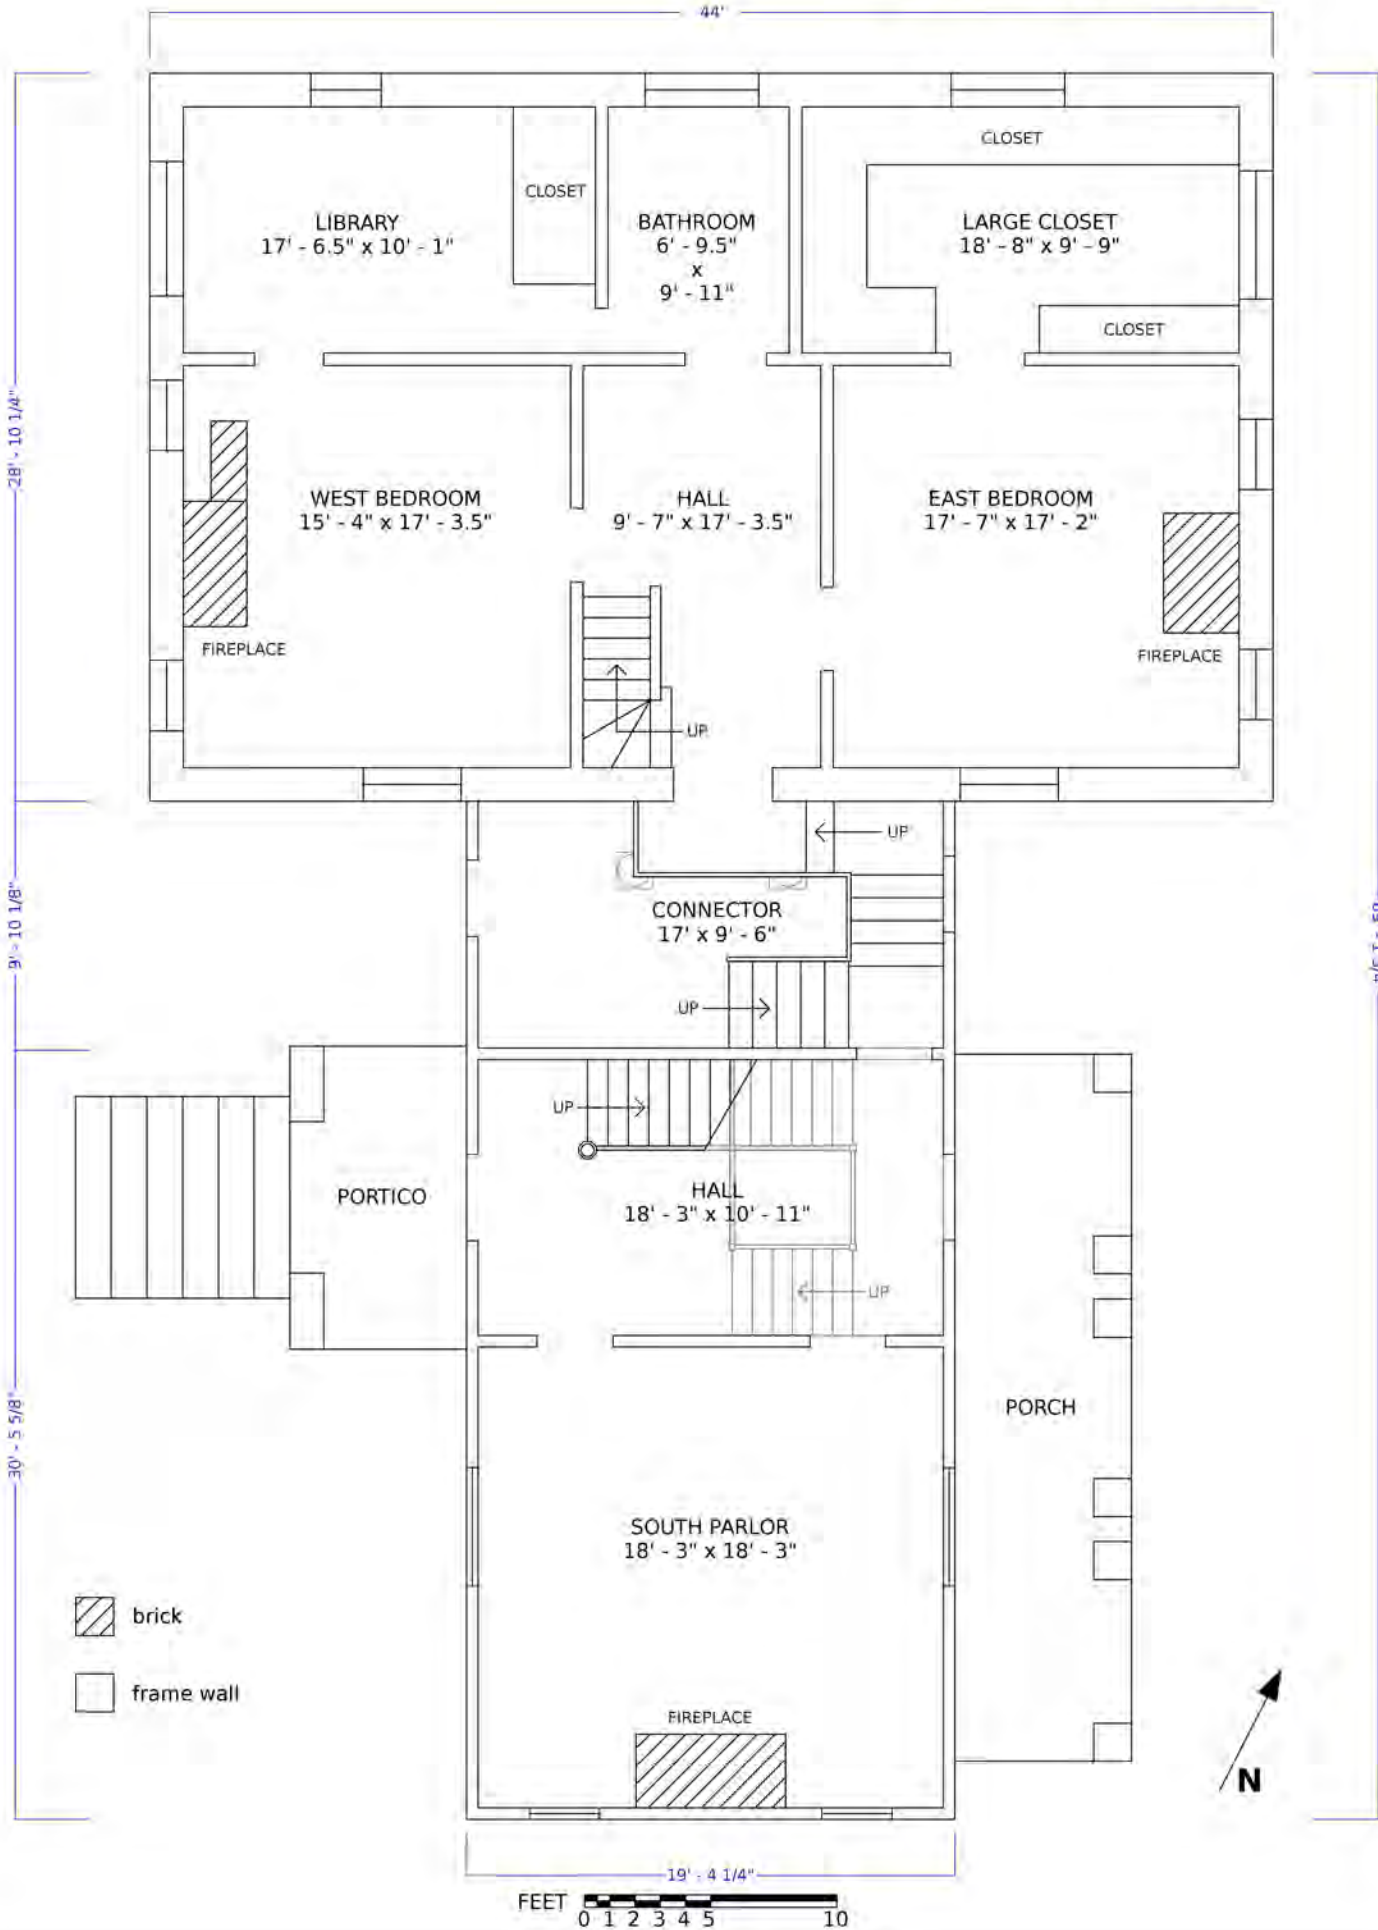 44'
CLOSET
CLOSET
LIBRARY
17' - 6.5" x 10' - 1"
BATHROOM
6' - 9.5"
x
9' - 11"
LARGE CLOSET
18' - 8" x 9' - 9"
CLOSET
28' - 10 1/4"
WEST BEDROOM
15' - 4" x 17' - 3.5"
HALL
9' - 7" x 17' - 3.5"
EAST BEDROOM
17' - 7" x 17' - 2"
FIREPLACE
FIREPLACE
UP
UP
9' - 10 1/8"
CONNECTOR
17' x 9' - 6"
UP
UP
PORTICO
HALL
18' - 3" x 10' - 11"
UP
30' - 5 5/8"
PORCH
SOUTH PARLOR
18' - 3" x 18' - 3"
brick
frame wall
FIREPLACE
N
19' - 4 1/4"
FEET
0 1 2 3 4 5 10